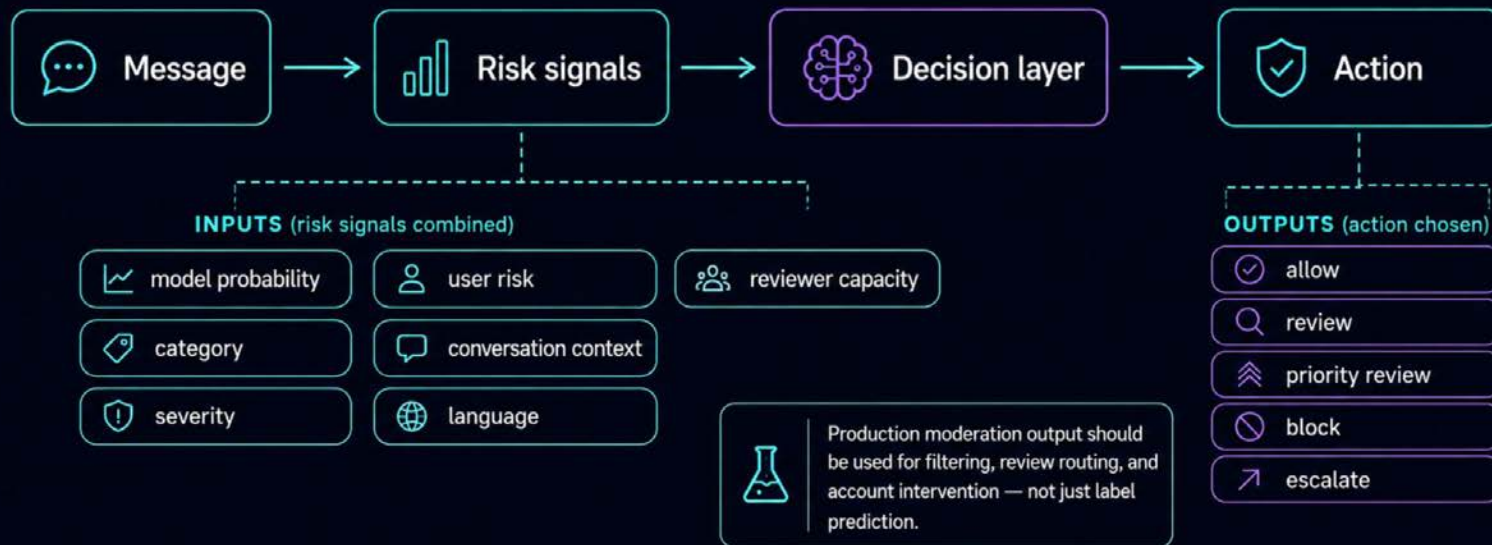 Message
Risk signals
Decision layer
Action
INPUTS (risk signals combined)
model probability
user risk
reviewer capacity
category
conversation context
severity
language
Production moderation output should
be used for filtering, review routing, and
account intervention — not just label
prediction.
OUTPUTS (action chosen)
allow
review
priority review
block
escalate